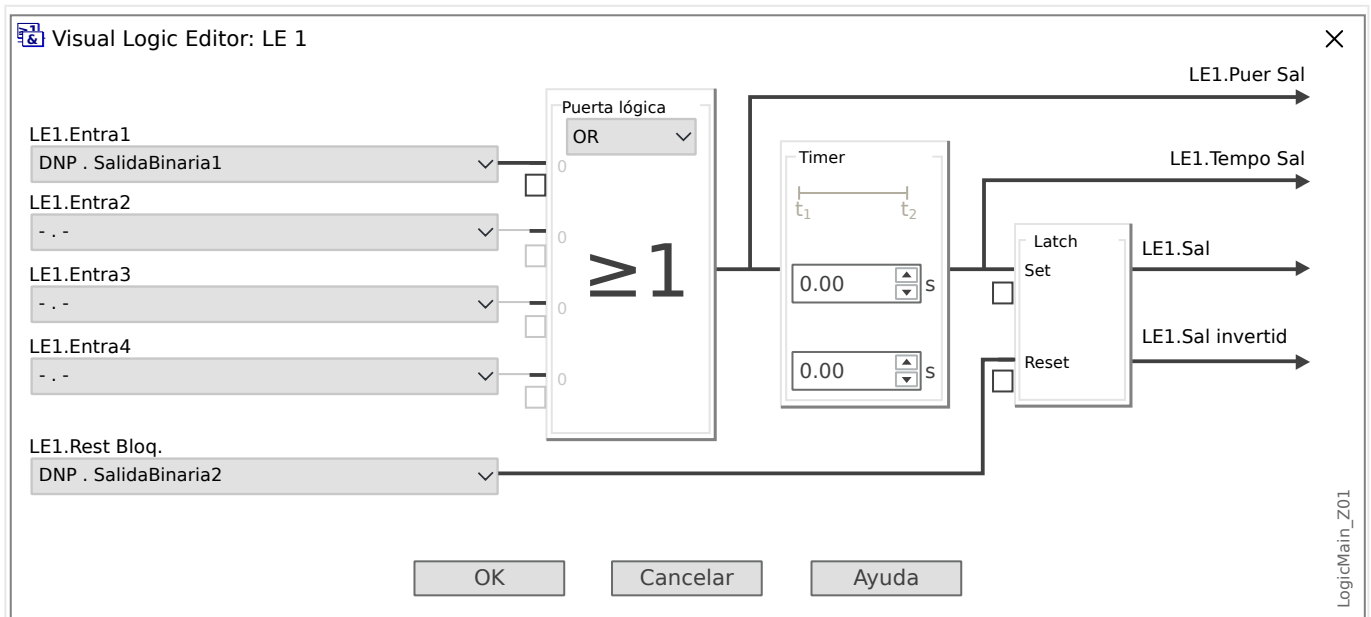 Visual Logic Editor: LE 1
LE1.Puer Sal
Puerta lógica
OR
LE1.Entra1
DNP . SalidaBinaria1
0
LE1.Entra2
- . -
0
LE1.Entra3
- . -
0
LE1.Entra4
- . -
0
≥1
Timer
t1 t2
0.00 s
0.00 s
LE1.Tempo Sal
Latch
Set
Reset
LE1.Sal
LE1.Sal invertid
LE1.Rest Bloq.
DNP . SalidaBinaria2
OK
Cancelar
Ayuda
LogicMain_Z01
≥1
&